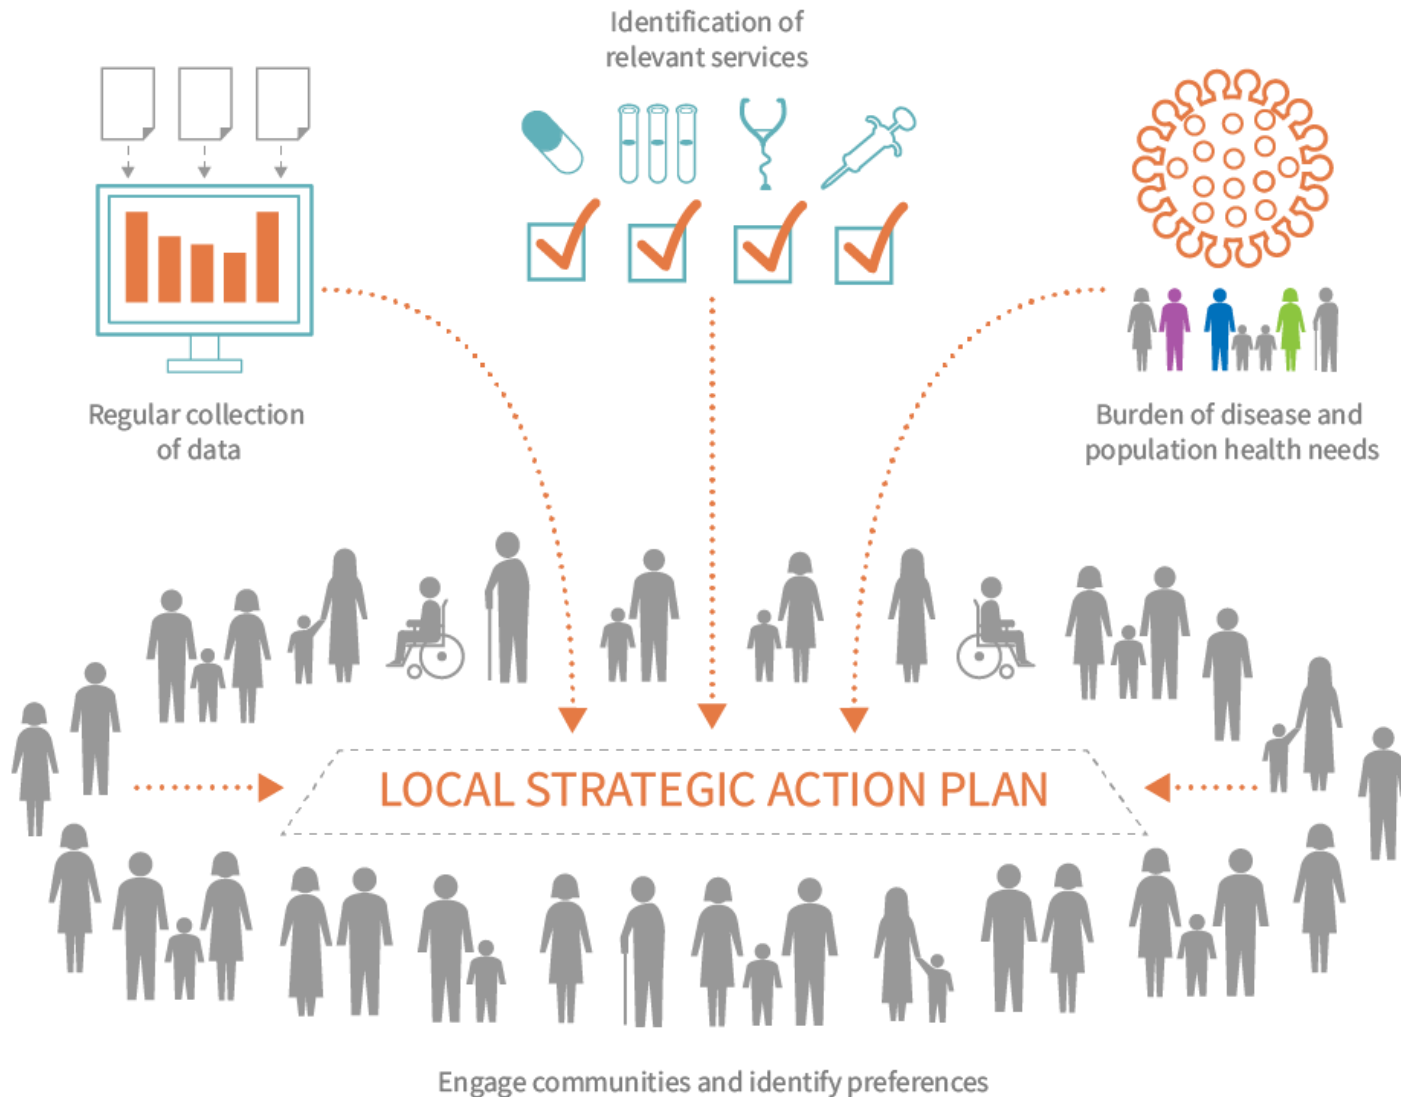 Identification of
relevant services
Regular collection
of data
Burden of disease and
population health needs
LOCAL STRATEGIC ACTION PLAN
Engage communities and identify preferences